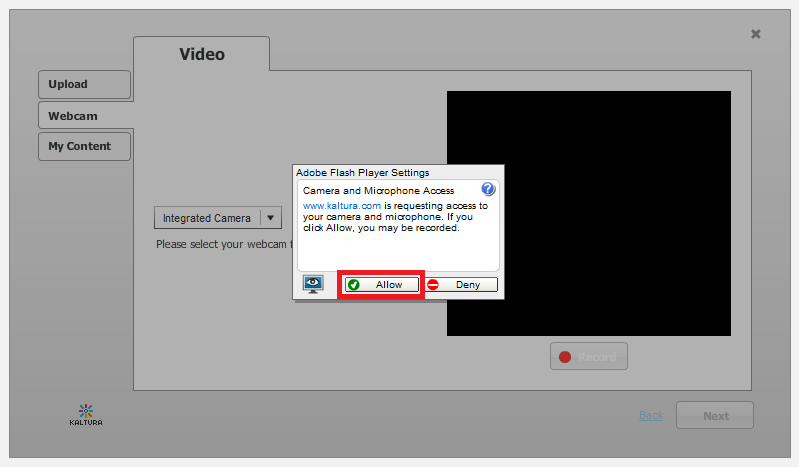 Video
Upload
Webcam
My Content
Adobe Flash Player Settings
Camera and Microphone Access
?
www.kaltura.com is requesting access to
your camera and microphone. If you
click Allow, you may be recorded.
Allow
Deny
Integrated Camera
Please select your webcam
Record
KALTURA
Back
Next